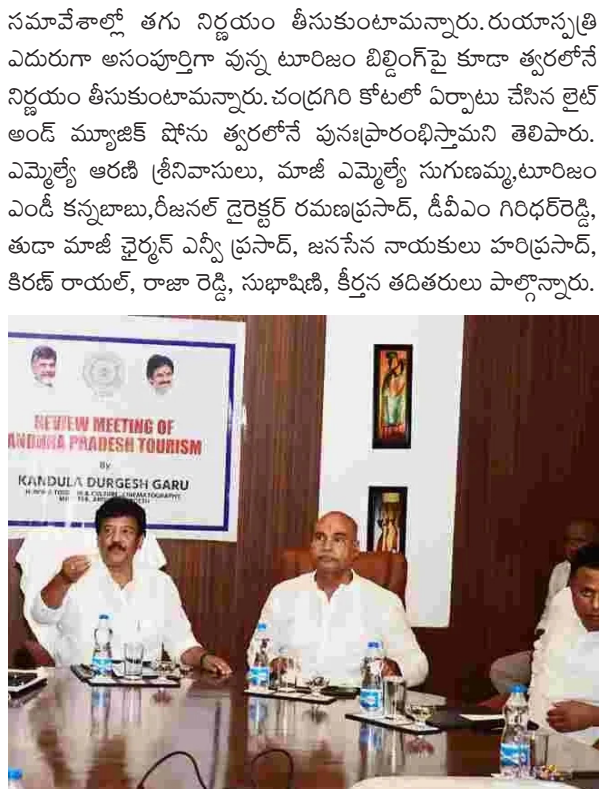 సమావేశాల్లో తగు నిర్ణయం తీసుకుంటామన్నారు.రుయాస్పత్రి
ఎదురుగా అసంపూర్తిగా వున్న టూరిజం బిల్డింగ్‌పై కూడా త్వరలోనే
నిర్ణయం తీసుకుంటామన్నారు.చంద్రగిరి కోటలో ఏర్పాటు చేసిన లైట్
అండ్ మ్యూజిక్ షోను త్వరలోనే పునఃప్రారంభిస్తామని తెలిపారు.
ఎమ్మెల్యే ఆరణి శ్రీనివాసులు, మాజీ ఎమ్మెల్యే సుగుణమ్మ,టూరిజం
ఎండీ కన్నబాబు,రీజనల్ డైరెక్టర్ రమణప్రసాద్, డీవీఎం గిరిధర్‌రెడ్డి,
తుడా మాజీ ఛైర్మన్ ఎన్వీ ప్రసాద్, జనసేన నాయకులు హరిప్రసాద్,
కిరణ్ రాయల్, రాజా రెడ్డి, సుభాషిణి, కీర్తన తదితరులు పాల్గొన్నారు.
REVIEW MEETING OF
ANDHRA PRADESH TOURISM
By
KANDULA DURGESH GARU
& CULTURE, CINEMATOGRAPHY